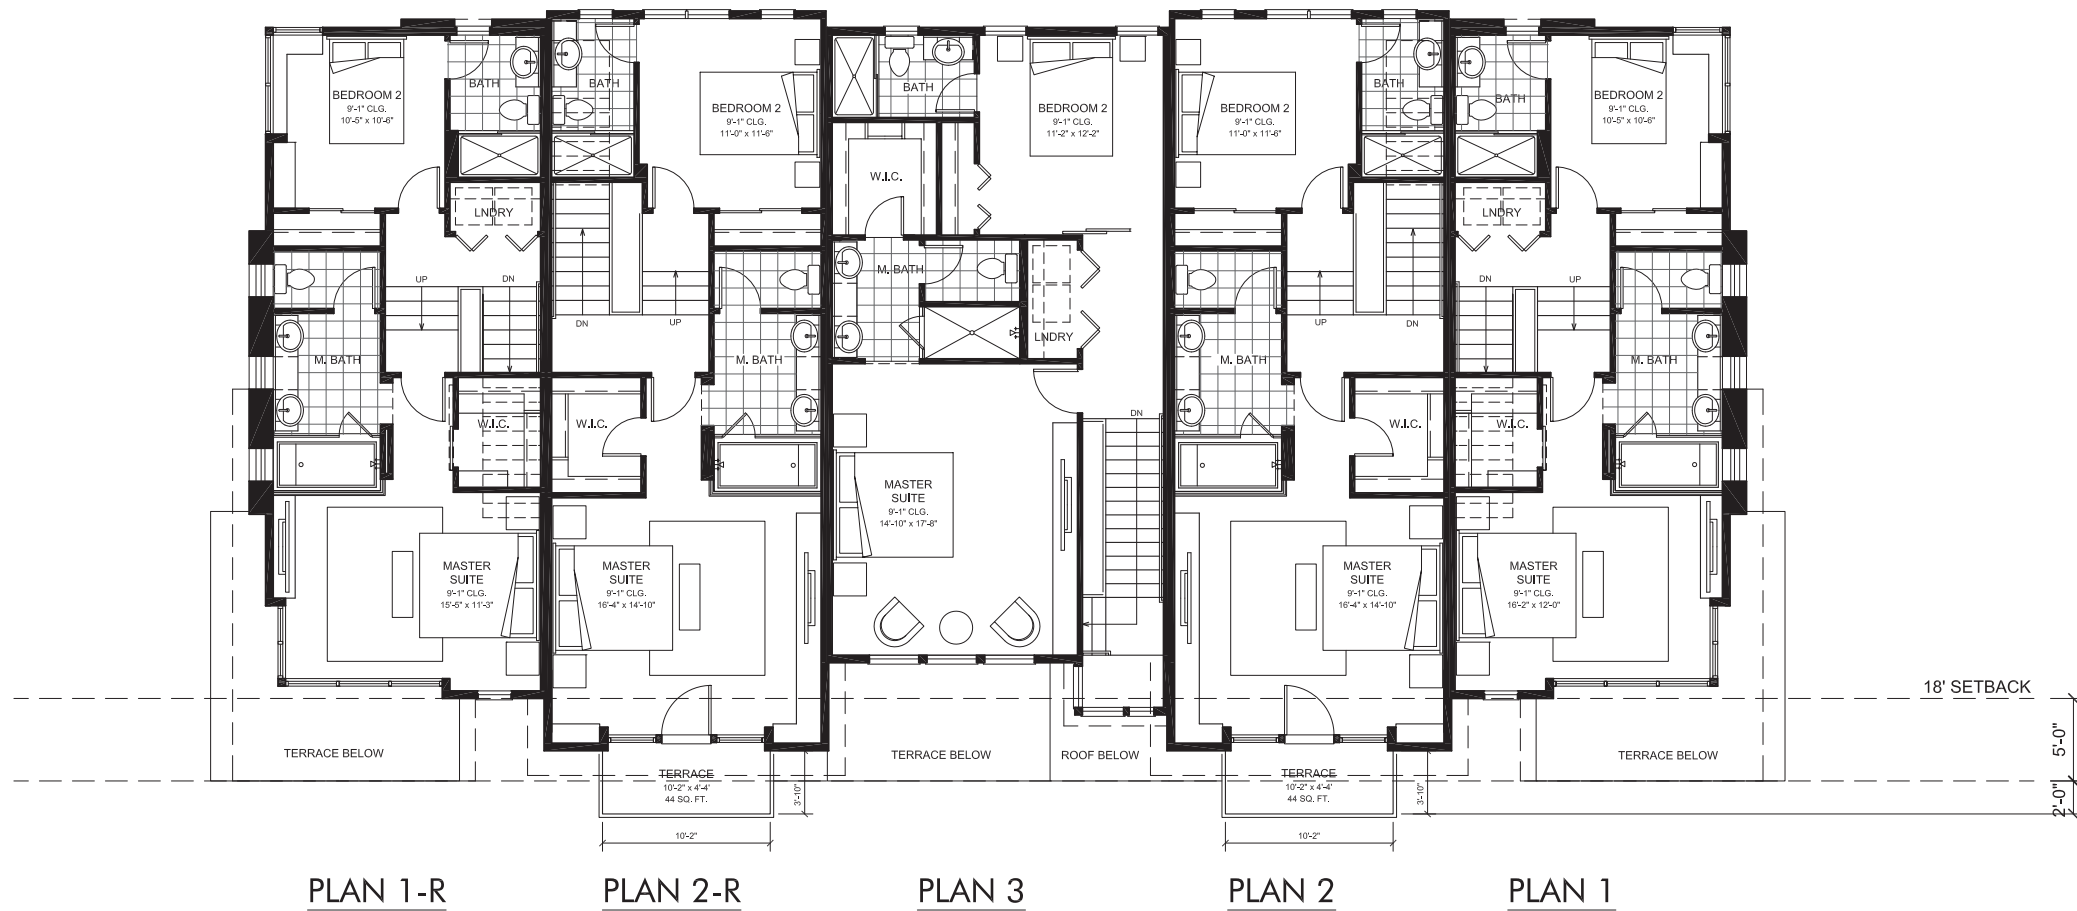 BEDROOM 2
9'-1" CLG.
10'-5" x 10'-6"
BATH
LNDRY
UP
DN
M. BATH
W.I.C.
MASTER
SUITE
9'-1" CLG.
15'-5" x 11'-3"
TERRACE BELOW
PLAN 1-R
BATH
BEDROOM 2
9'-1" CLG.
11'-0" x 11'-6"
DN
UP
M. BATH
W.I.C.
MASTER
SUITE
9'-1" CLG.
16'-4" x 14'-10"
TERRACE
10'-2" x 4'-4'
44 SQ. FT.
3'-10"
10'-2"
PLAN 2-R
BATH
BEDROOM 2
9'-1" CLG.
11'-2" x 12'-2"
W.I.C.
M. BATH
LNDRY
DN
MASTER
SUITE
9'-1" CLG.
14'-10" x 17'-8"
TERRACE BELOW
ROOF BELOW
PLAN 3
BEDROOM 2
9'-1" CLG.
11'-0" x 11'-6"
BATH
UP
DN
M. BATH
W.I.C.
MASTER
SUITE
9'-1" CLG.
16'-4" x 14'-10"
TERRACE
10'-2" x 4'-4'
44 SQ. FT.
3'-10"
10'-2"
PLAN 2
BATH
BEDROOM 2
9'-1" CLG.
10'-5" x 10'-6"
LNDRY
DN
UP
M. BATH
W.I.C.
MASTER
SUITE
9'-1" CLG.
16'-2" x 12'-0"
TERRACE BELOW
PLAN 1
18' SETBACK
5'-0"
2'-0"